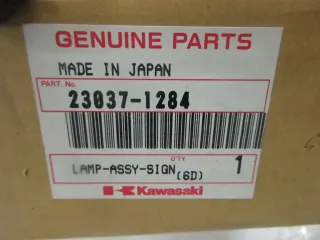 GENUINE PARTS
MADE IN JAPAN
PART. No.
23037-1284
Q'TY
LAMP-ASSY-SIGN(6D) 1
Kawasaki